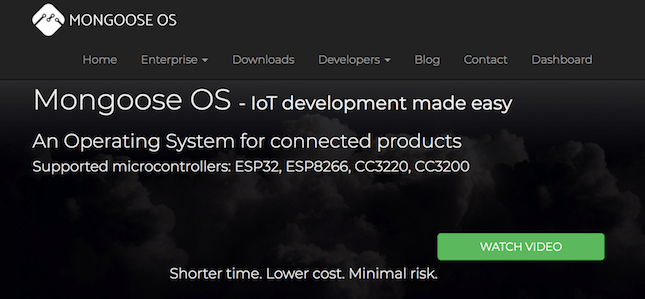 MONGOOSE OS
Home Enterprise Downloads Developers Blog Contact Dashboard
Mongoose OS - IoT development made easy
An Operating System for connected products
Supported microcontrollers: ESP32, ESP8266, CC3220, CC3200
WATCH VIDEO
Shorter time. Lower cost. Minimal risk.